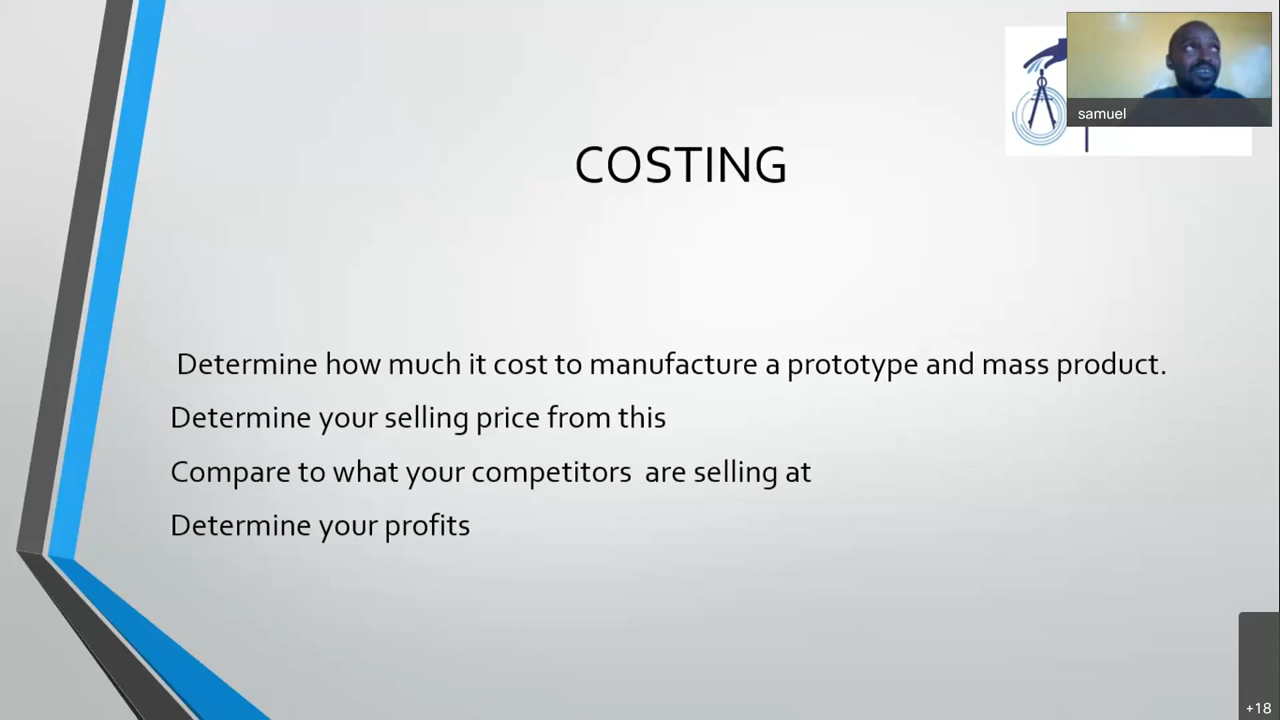 samuel
COSTING
Determine how much it cost to manufacture a prototype and mass product.
Determine your selling price from this
Compare to what your competitors are selling at
Determine your profits
+18